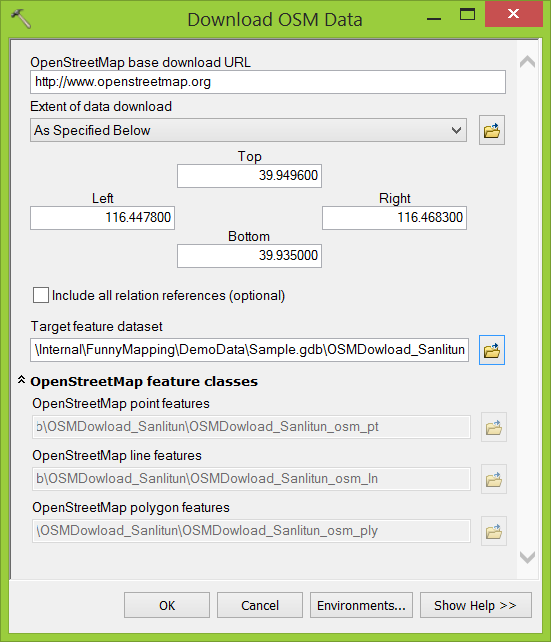 Download OSM Data
OpenStreetMap base download URL
http://www.openstreetmap.org
Extent of data download
As Specified Below
Top
39.949600
Left
Right
116.447800
116.468300
Bottom
39.935000
Include all relation references (optional)
Target feature dataset
\Internal\FunnyMapping\DemoData\Sample.gdb\OSMDowload_Sanlitun
OpenStreetMap feature classes
OpenStreetMap point features
b\OSMDowload_Sanlitun\OSMDowload_Sanlitun_osm_pt
OpenStreetMap line features
b\OSMDowload_Sanlitun\OSMDowload_Sanlitun_osm_ln
OpenStreetMap polygon features
\OSMDowload_Sanlitun\OSMDowload_Sanlitun_osm_ply
OK
Cancel
Environments...
Show Help >>